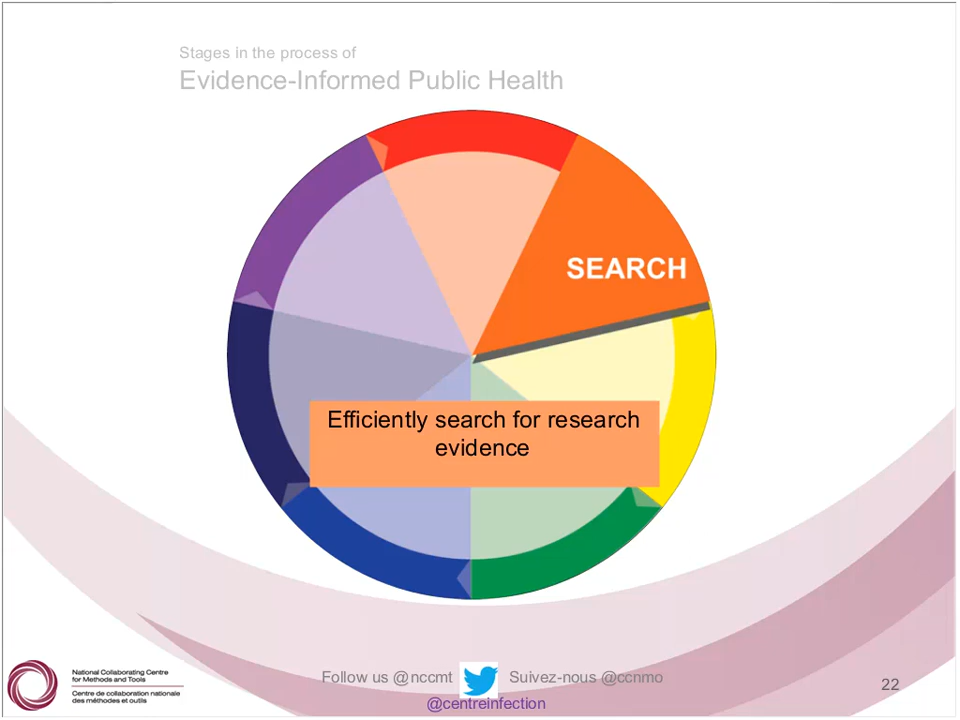 Stages in the process of
Evidence-Informed Public Health
SEARCH
Efficiently search for research
evidence
National Collaborating Centre
for Methods and Tools
Centre de collaboration nationale
des méthodes et outils
Follow us @nccmt Suivez-nous @ccnmo
@centreinfection
22